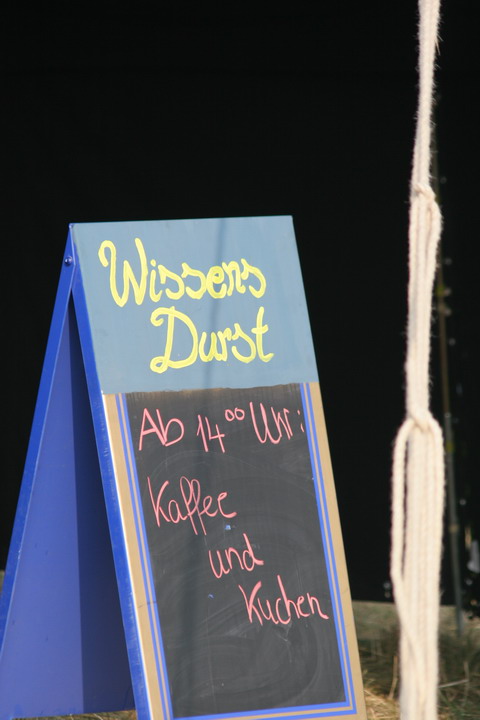 Wissens
Durst
Ab 14⁰⁰ Uhr:
Kaffee
und
Kuchen